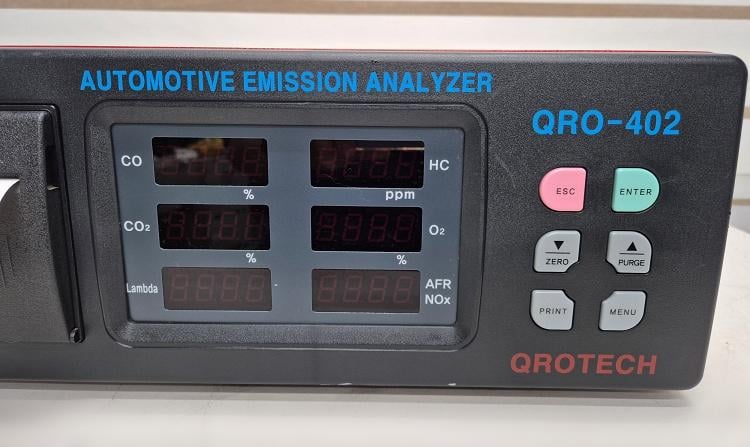 AUTOMOTIVE EMISSION ANALYZER
QRO-402
CO
%
HC
ppm
CO₂
%
O₂
%
Lambda
AFR
NOx
ESC
ENTER
▼
ZERO
▲
PURGE
PRINT
MENU
QROTECH